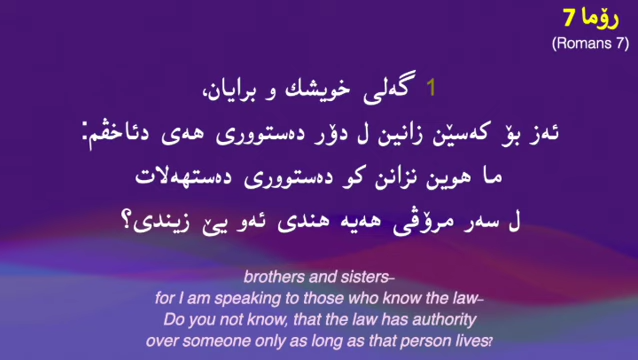 رۆما 7
(Romans 7)
1 گەلی خویشك و برایان،
ئەز بۆ کەسێن زانین ل دۆر دەستووری هەی دئاخڤم:
ما هوین نزانن کو دەستووری دەستهەلات
ل سەر مرۆڤی هەیە هندی ئەو یێ زیندی؟
brothers and sisters–
for I am speaking to those who know the law–
Do you not know, that the law has authority
over someone only as long as that person lives?